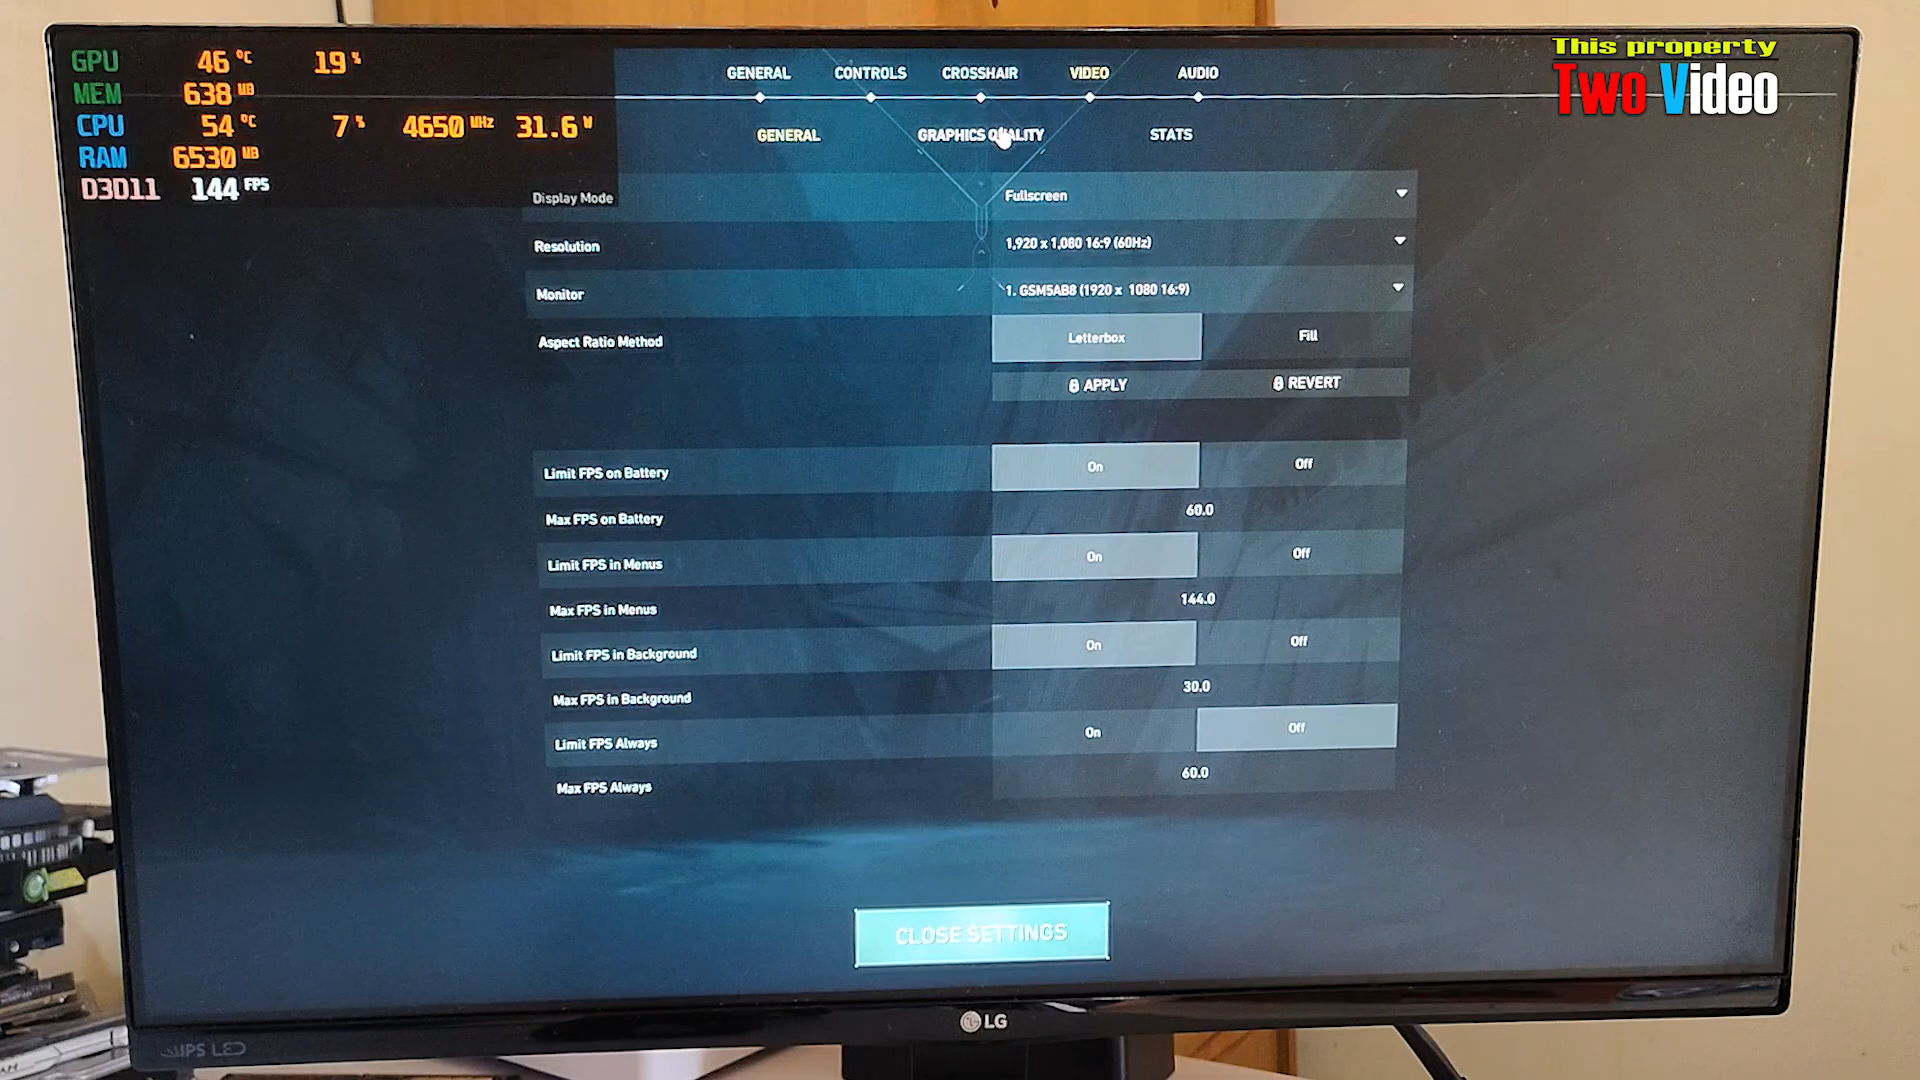 GPU 46 °C 19 %
MEM 638 MB
CPU 54 °C 7 % 4650 MHz 31.6 W
RAM 6530 MB
D3D11 144 FPS
This property
Two Video
GENERAL CONTROLS CROSSHAIR VIDEO AUDIO
GENERAL GRAPHICS QUALITY STATS
Display Mode Fullscreen
Resolution 1,920 x 1,080 16:9 (60Hz)
Monitor 1. GSM5AB8 (1920 x 1080 16:9)
Aspect Ratio Method Letterbox Fill
APPLY REVERT
Limit FPS on Battery On Off
Max FPS on Battery 60.0
Limit FPS in Menus On Off
Max FPS in Menus 144.0
Limit FPS in Background On Off
Max FPS in Background 30.0
Limit FPS Always On Off
Max FPS Always 60.0
CLOSE SETTINGS
LG
IPS LED